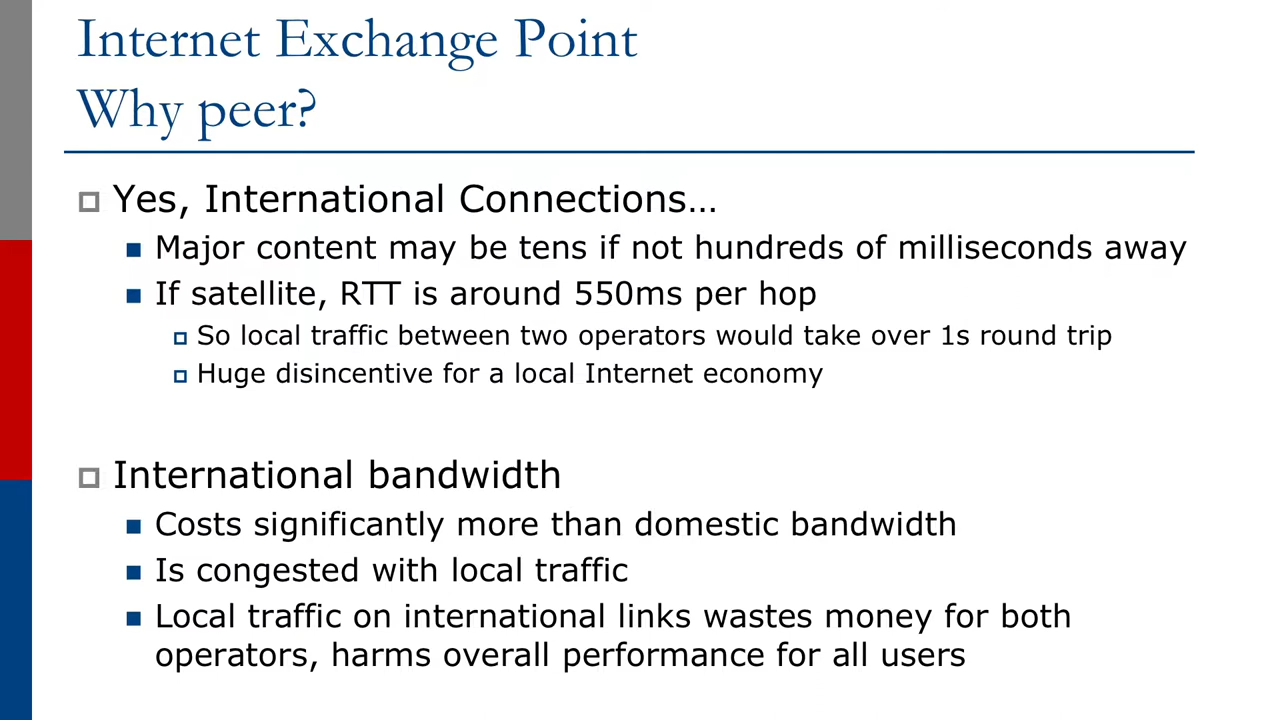 Internet Exchange Point
Why peer?
Yes, International Connections…
Major content may be tens if not hundreds of milliseconds away
If satellite, RTT is around 550ms per hop
So local traffic between two operators would take over 1s round trip
Huge disincentive for a local Internet economy
International bandwidth
Costs significantly more than domestic bandwidth
Is congested with local traffic
Local traffic on international links wastes money for both
operators, harms overall performance for all users